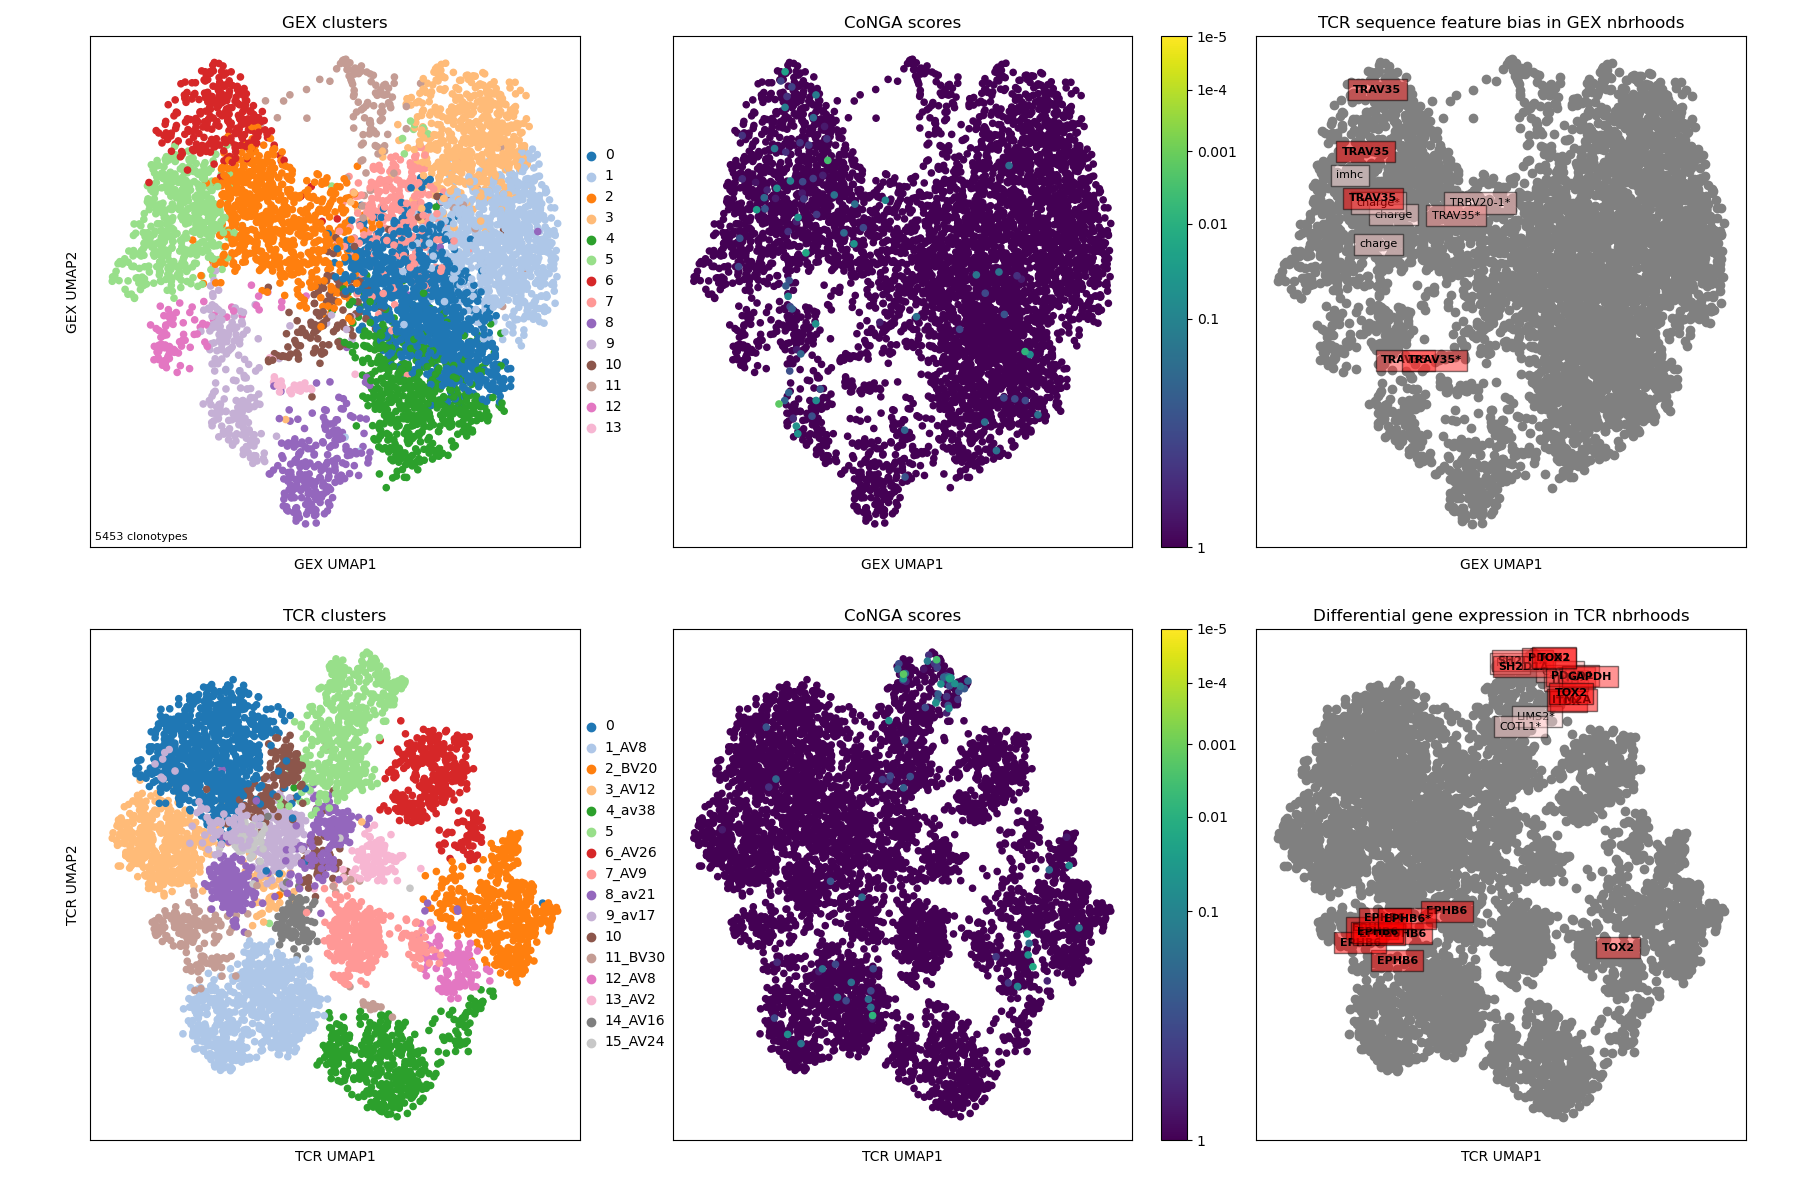 GEX clusters
CoNGA scores
TCR sequence feature bias in GEX nbrhoods
GEX UMAP2
5453 clonotypes
GEX UMAP1
0
1
2
3
4
5
6
7
8
9
10
11
12
13
GEX UMAP1
1e-5
1e-4
0.001
0.01
0.1
1
TRAV35
TRAV35
imhc
TRAV35
charge*
charge
TRBV20-1*
TRAV35*
charge
TRAV35*
GEX UMAP1
TCR clusters
CoNGA scores
Differential gene expression in TCR nbrhoods
TCR UMAP2
TCR UMAP1
0
1_AV8
2_BV20
3_AV12
4_av38
5
6_AV26
7_AV9
8_av21
9_av17
10
11_BV30
12_AV8
13_AV2
14_AV16
15_AV24
TCR UMAP1
1e-5
1e-4
0.001
0.01
0.1
1
TOX2
GAPDH
TOX2
LIMS2*
COTL1*
EPHB6
EPHB6*
EPHB6
EPHB6
EPHB6
TOX2
TCR UMAP1